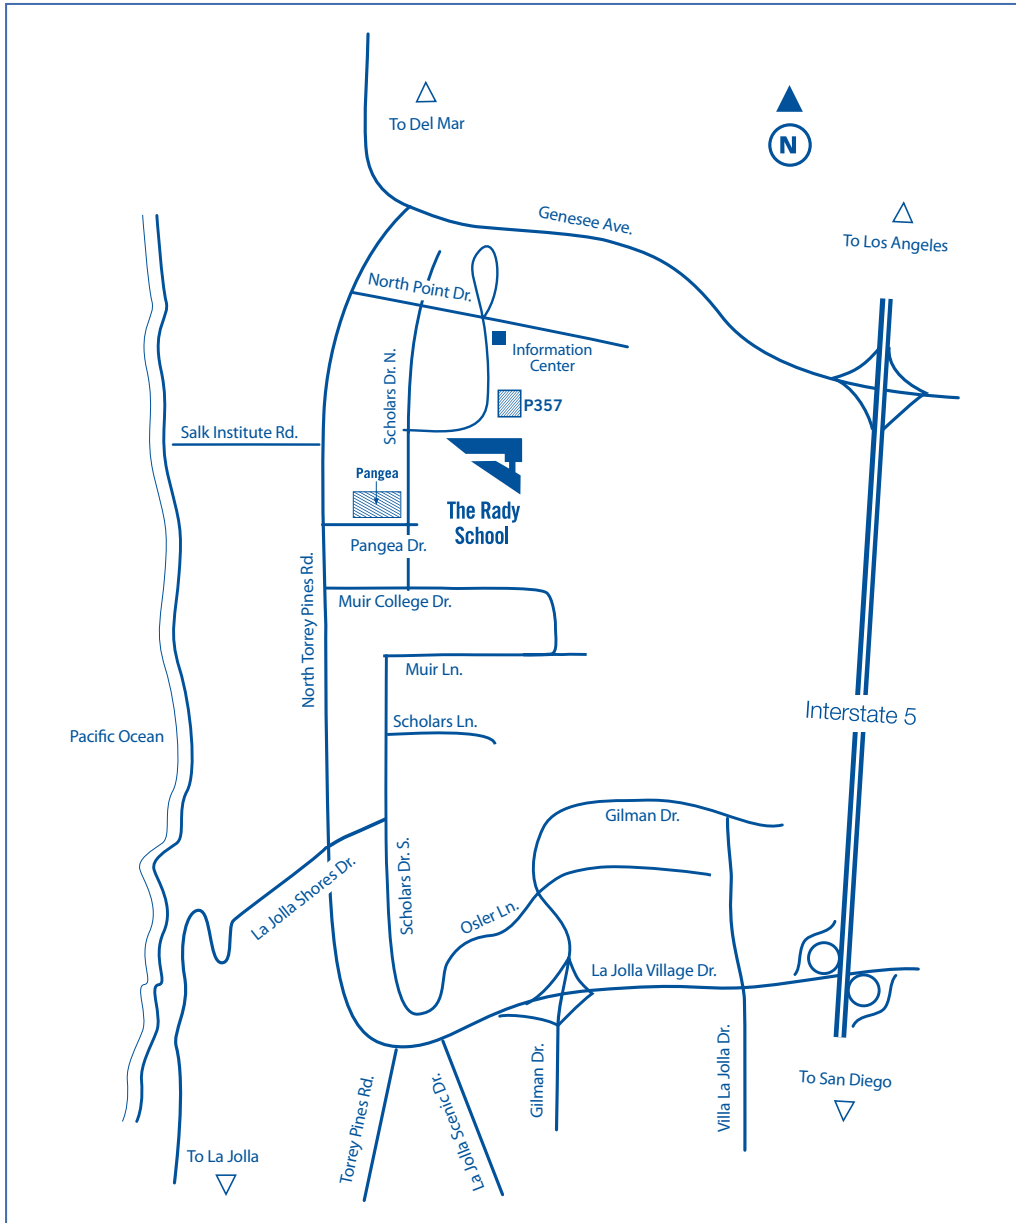 To Del Mar
N
Genesee Ave.
To Los Angeles
North Point Dr.
Information
Center
Scholars Dr. N.
P357
Salk Institute Rd.
Pangea
The Rady
School
Pangea Dr.
North Torrey Pines Rd.
Muir College Dr.
Muir Ln.
Scholars Ln.
Interstate 5
Pacific Ocean
Gilman Dr.
La Jolla Shores Dr.
Scholars Dr. S.
Osler Ln.
La Jolla Village Dr.
Gilman Dr.
Villa La Jolla Dr.
To San Diego
Torrey Pines Rd.
La Jolla Scenic Dr.
To La Jolla